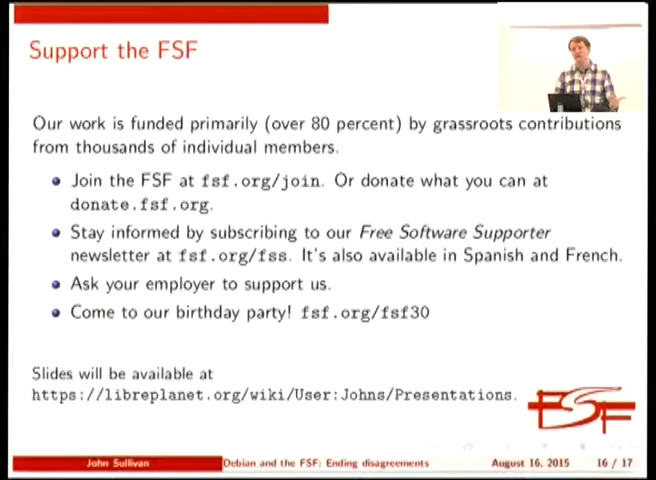 Support the FSF
Our work is funded primarily (over 80 percent) by grassroots contributions
from thousands of individual members.
Join the FSF at fsf.org/join. Or donate what you can at
donate.fsf.org.
Stay informed by subscribing to our Free Software Supporter
newsletter at fsf.org/fss. It's also available in Spanish and French.
Ask your employer to support us.
Come to our birthday party! fsf.org/fsf30
Slides will be available at
https://libreplanet.org/wiki/User:Johns/Presentations.
FSF
John Sullivan Debian and the FSF: Ending disagreements August 16, 2015 16 / 17